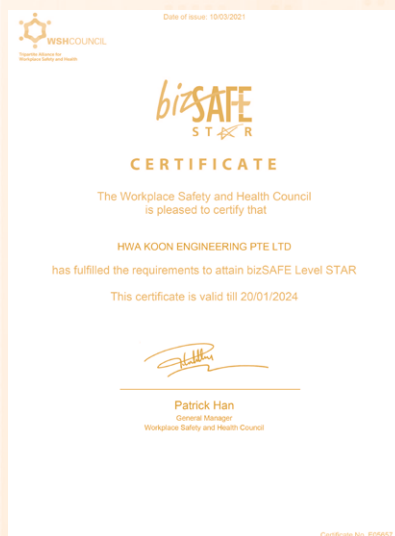 Date of issue: 10/03/2021
WSHCOUNCIL
Tripartite Alliance for
Workplace Safety and Health
bizSAFE
STAR
CERTIFICATE
The Workplace Safety and Health Council
is pleased to certify that
HWA KOON ENGINEERING PTE LTD
has fulfilled the requirements to attain bizSAFE Level STAR
This certificate is valid till 20/01/2024
Patrick Han
General Manager
Workplace Safety and Health Council
Certificate No.